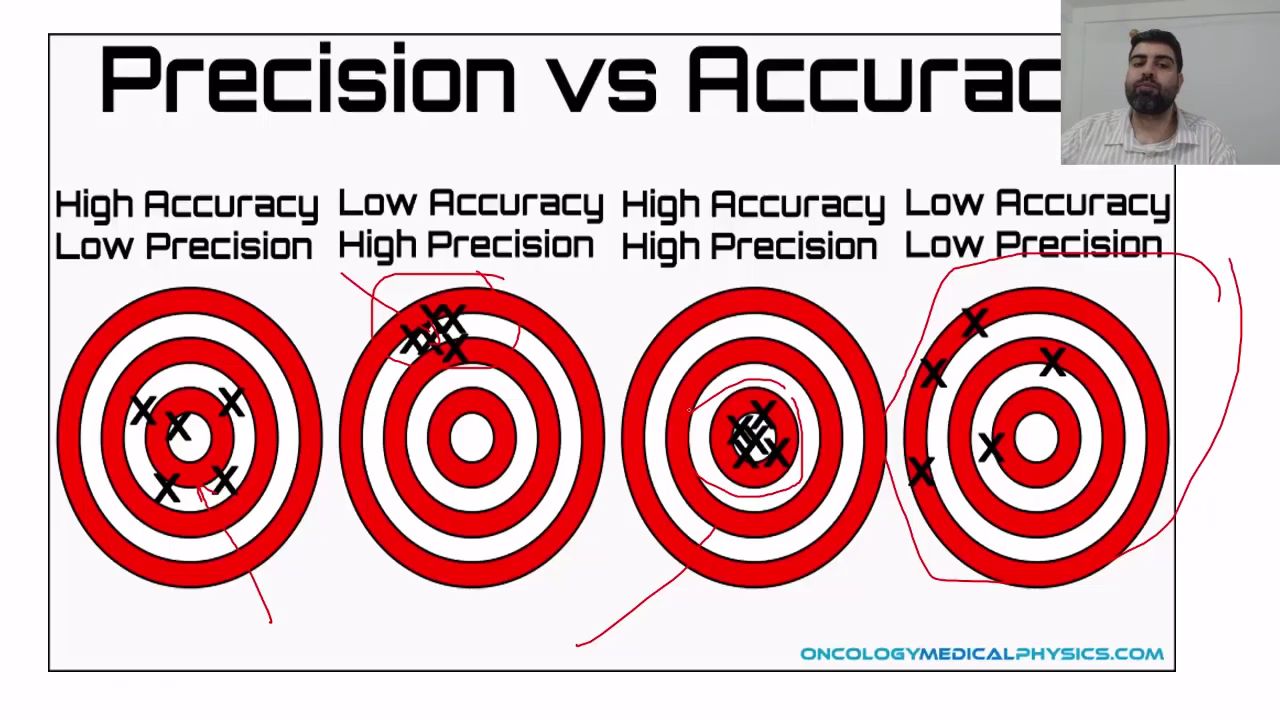 Precision vs Accurac
High Accuracy
Low Precision
Low Accuracy
High Precision
High Accuracy
High Precision
Low Accuracy
Low Precision
X X X X X
X X X X X
X X X X X
X X X X X
ONCOLOGYMEDICALPHYSICS.COM